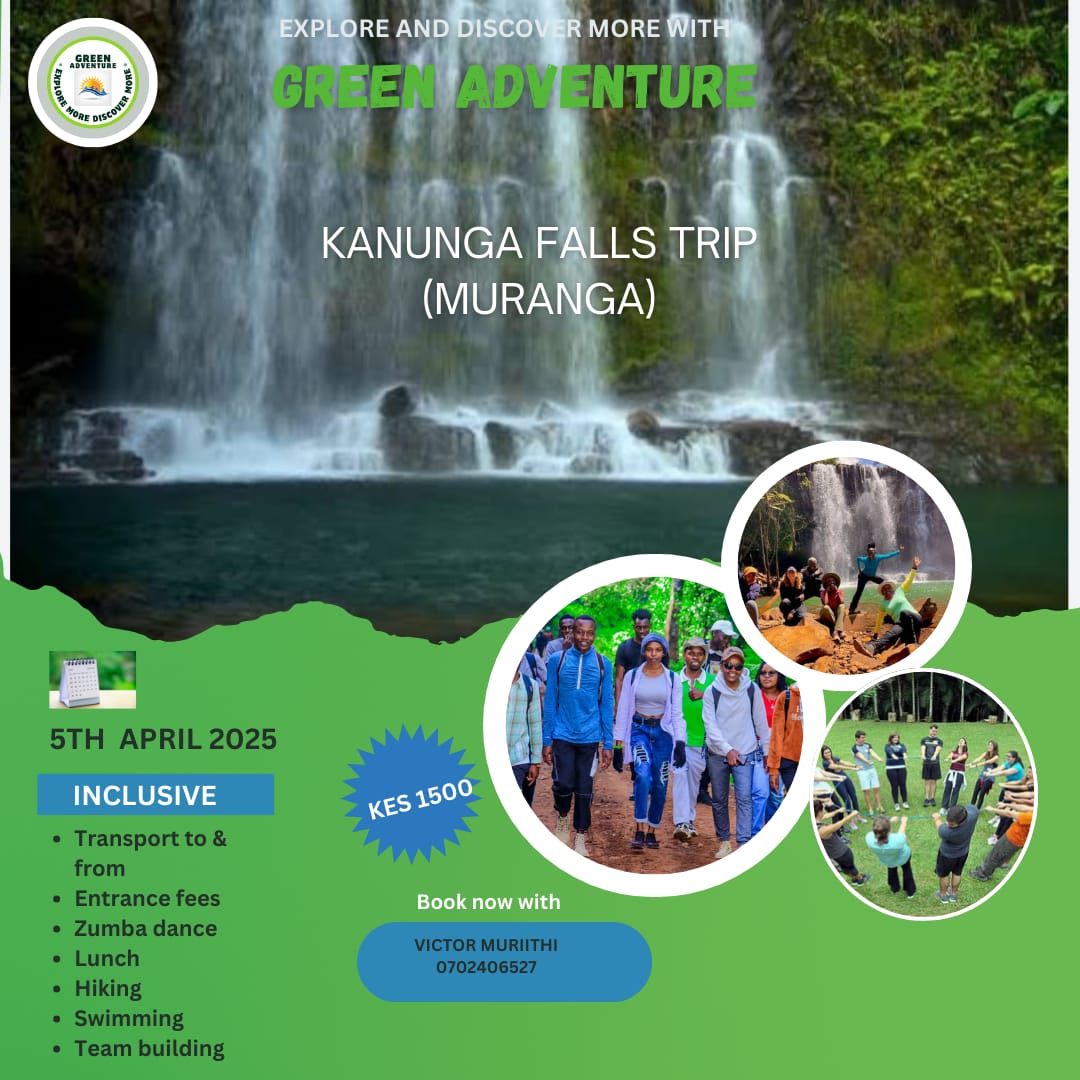 EXPLORE AND DISCOVER MORE WITH
GREEN ADVENTURE
GREEN
ADVENTURE
EXPLORE MORE DISCOVER MORE
KANUNGA FALLS TRIP
(MURANGA)
5TH APRIL 2025
INCLUSIVE
• Transport to &
from
• Entrance fees
• Zumba dance
• Lunch
• Hiking
• Swimming
• Team building
KES 1500
Book now with
VICTOR MURIITHI
0702406527